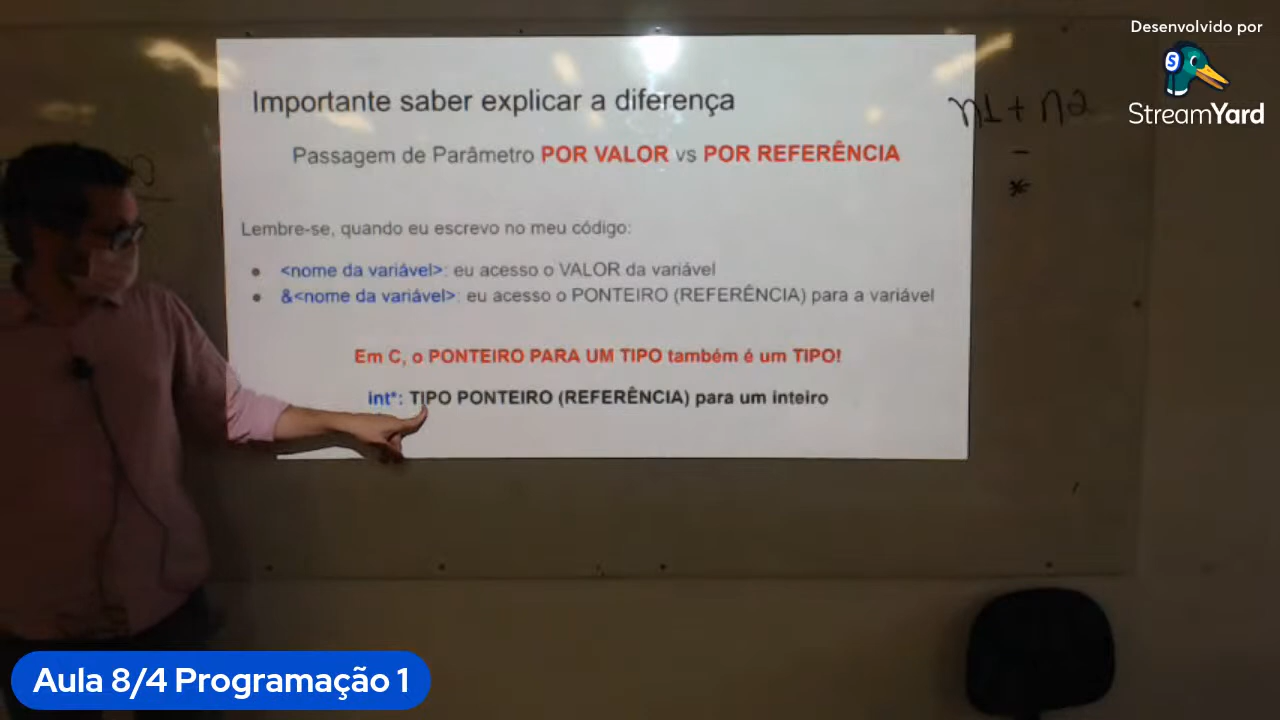 Desenvolvido por
StreamYard
Importante saber explicar a diferença
n1 + n2
-
*
Passagem de Parâmetro POR VALOR vs POR REFERÊNCIA
Lembre-se, quando eu escrevo no meu código:
● <nome da variável>: eu acesso o VALOR da variável
● &<nome da variável>: eu acesso o PONTEIRO (REFERÊNCIA) para a variável
Em C, o PONTEIRO PARA UM TIPO também é um TIPO!
int*: TIPO PONTEIRO (REFERÊNCIA) para um inteiro
Aula 8/4 Programação 1